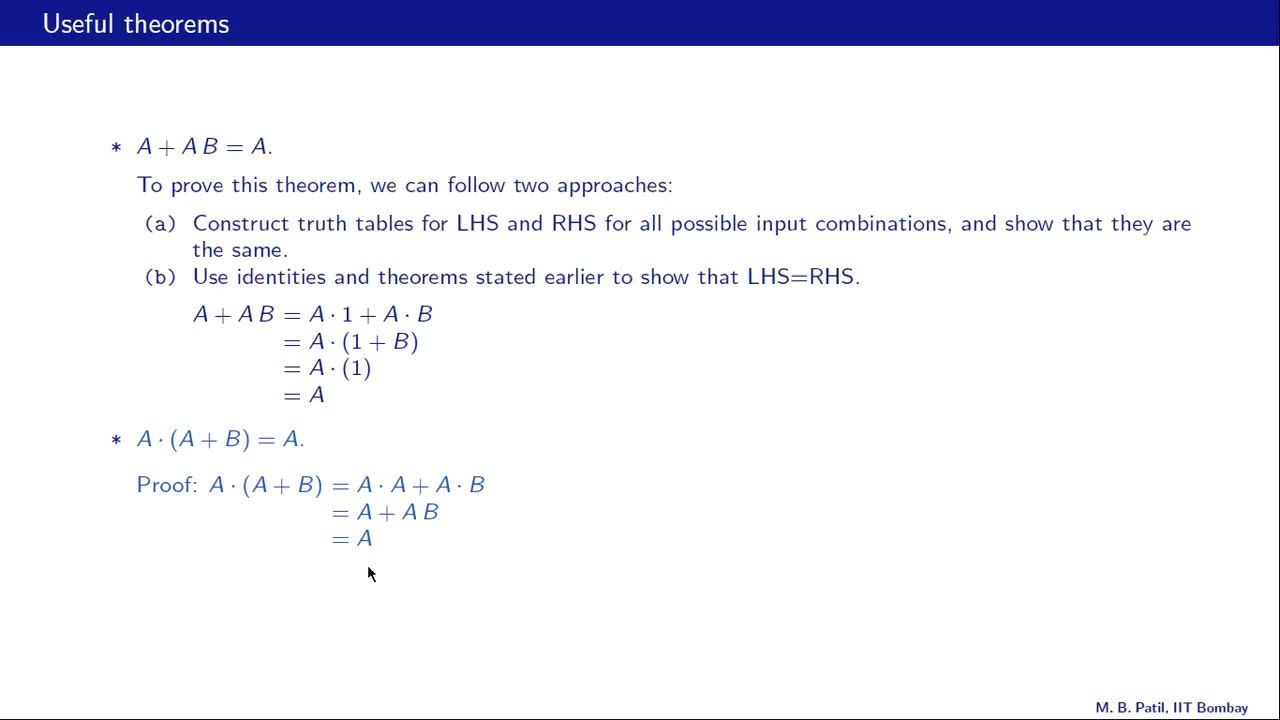 Useful theorems
* A + A B = A.
To prove this theorem, we can follow two approaches:
(a) Construct truth tables for LHS and RHS for all possible input combinations, and show that they are
the same.
(b) Use identities and theorems stated earlier to show that LHS=RHS.
A + A B = A · 1 + A · B
= A · (1 + B)
= A · (1)
= A
* A · (A + B) = A.
Proof: A · (A + B) = A · A + A · B
= A + A B
= A
M. B. Patil, IIT Bombay